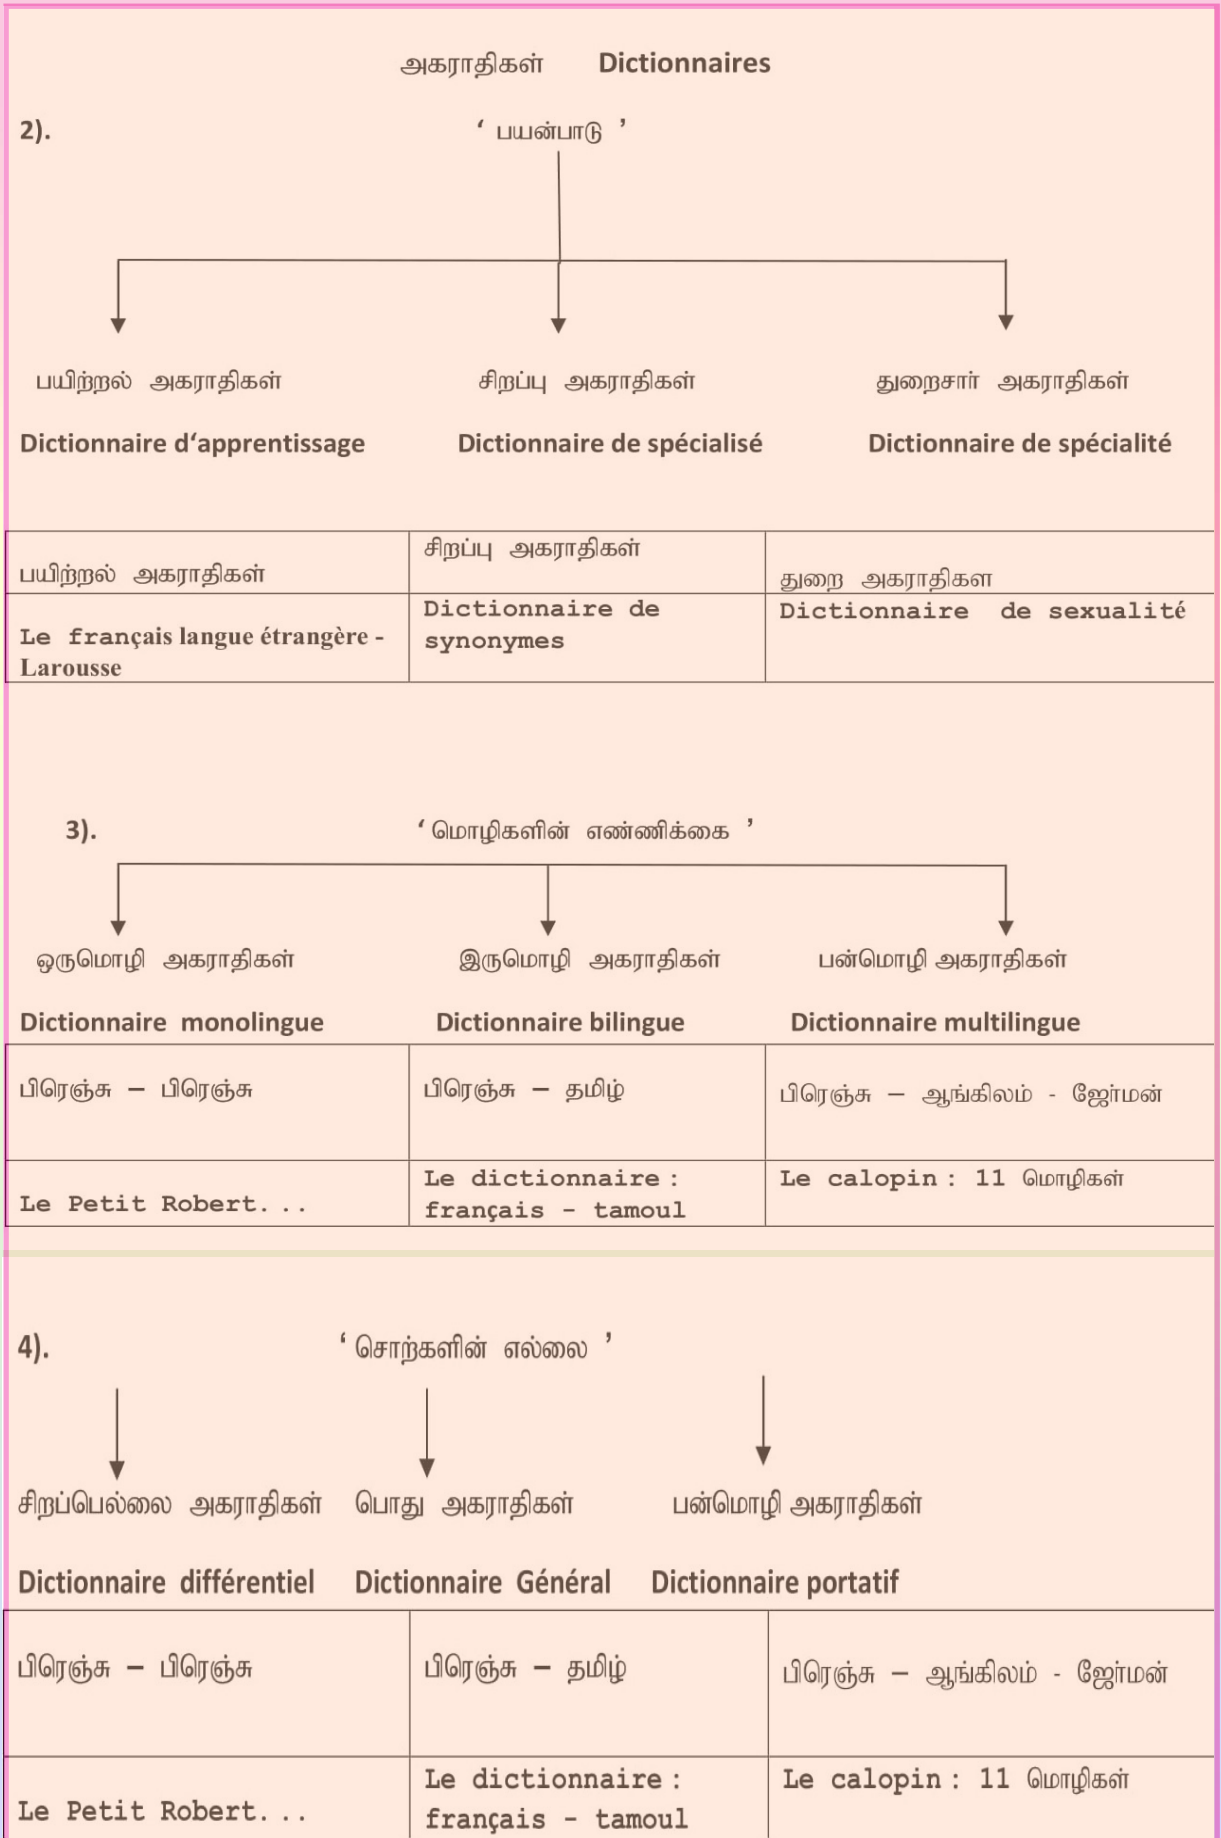 அகராதிகள் Dictionnaires
2). ‘ பயன்பாடு ’
பயிற்றல் அகராதிகள் சிறப்பு அகராதிகள் துறைசார் அகராதிகள்
Dictionnaire d‘apprentissage Dictionnaire de spécialisé Dictionnaire de spécialité
பயிற்றல் அகராதிகள்
சிறப்பு அகராதிகள்
துறை அகராதிகள
Le français langue étrangère -
Larousse
Dictionnaire de
synonymes
Dictionnaire de sexualité
3). ‘ மொழிகளின் எண்ணிக்கை ’
ஒருமொழி அகராதிகள் இருமொழி அகராதிகள் பன்மொழி அகராதிகள்
Dictionnaire monolingue Dictionnaire bilingue Dictionnaire multilingue
பிரெஞ்சு – பிரெஞ்சு
பிரெஞ்சு – தமிழ்
பிரெஞ்சு – ஆங்கிலம் - ஜேர்மன்
Le Petit Robert...
Le dictionnaire :
français - tamoul
Le calopin : 11 மொழிகள்
4). ‘ சொற்களின் எல்லை ’
சிறப்பெல்லை அகராதிகள் பொது அகராதிகள் பன்மொழி அகராதிகள்
Dictionnaire différentiel Dictionnaire Général Dictionnaire portatif
பிரெஞ்சு – பிரெஞ்சு
பிரெஞ்சு – தமிழ்
பிரெஞ்சு – ஆங்கிலம் - ஜேர்மன்
Le Petit Robert...
Le dictionnaire :
français - tamoul
Le calopin : 11 மொழிகள்